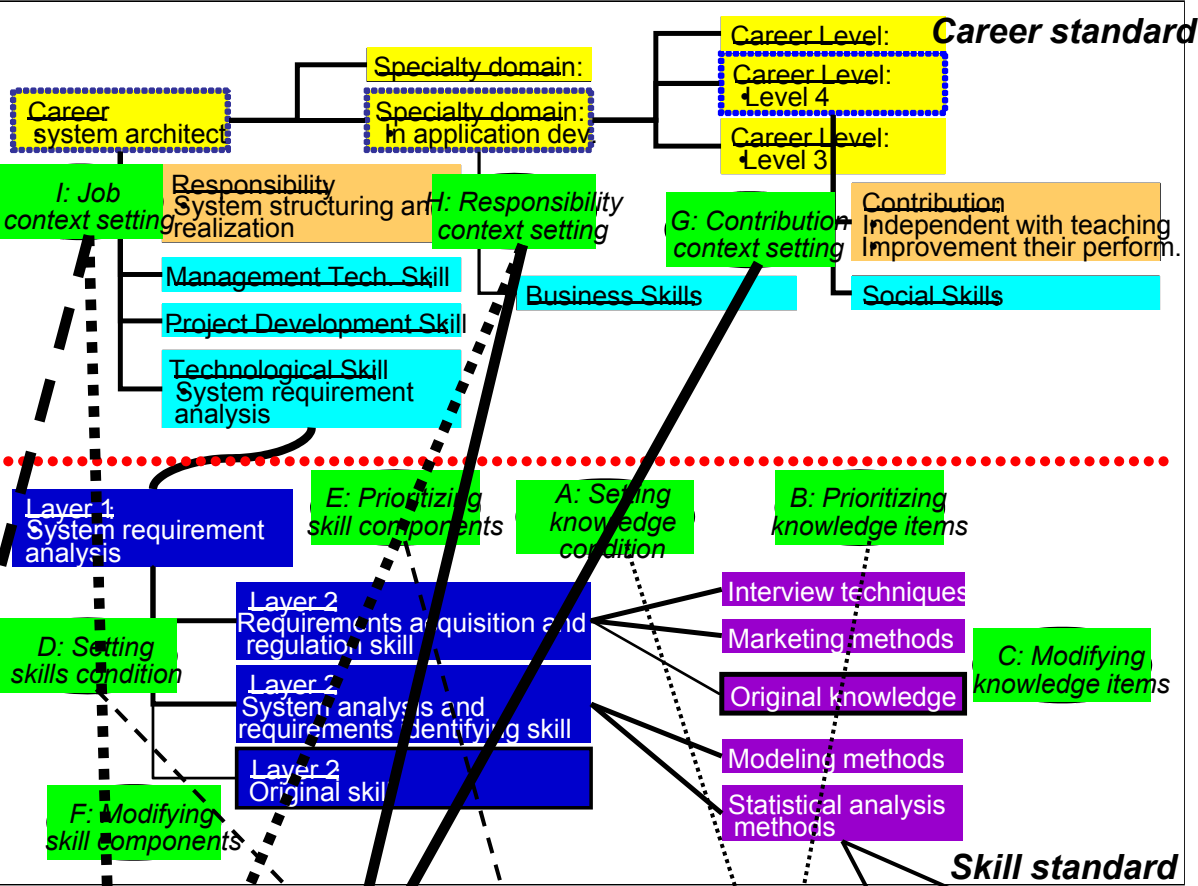 Career standard
Career Level:
Specialty domain:
Career Level:
•Level 4
Career
•system architect
Specialty domain:
•In application dev.
Career Level:
•Level 3
I: Job
context setting
Responsibility
•System structuring an
realization
H: Responsibility
context setting
G: Contribution
context setting
Contribution
•Independent with teaching
•Improvement their perform.
Management Tech. Skill
Business Skills
Social Skills
Project Development Skill
Technological Skill
•System requirement
analysis
E: Prioritizing
skill components
A: Setting
knowledge
condition
B: Prioritizing
knowledge items
Layer 1
•System requirement
analysis
Layer 2
Requirements acquisition and
regulation skill
Interview techniques
Marketing methods
D: Setting
skills condition
C: Modifying
knowledge items
Layer 2
System analysis and
requirements identifying skill
Original knowledge
Layer 2
Original skill
Modeling methods
F: Modifying
skill components
Statistical analysis
methods
Skill standard